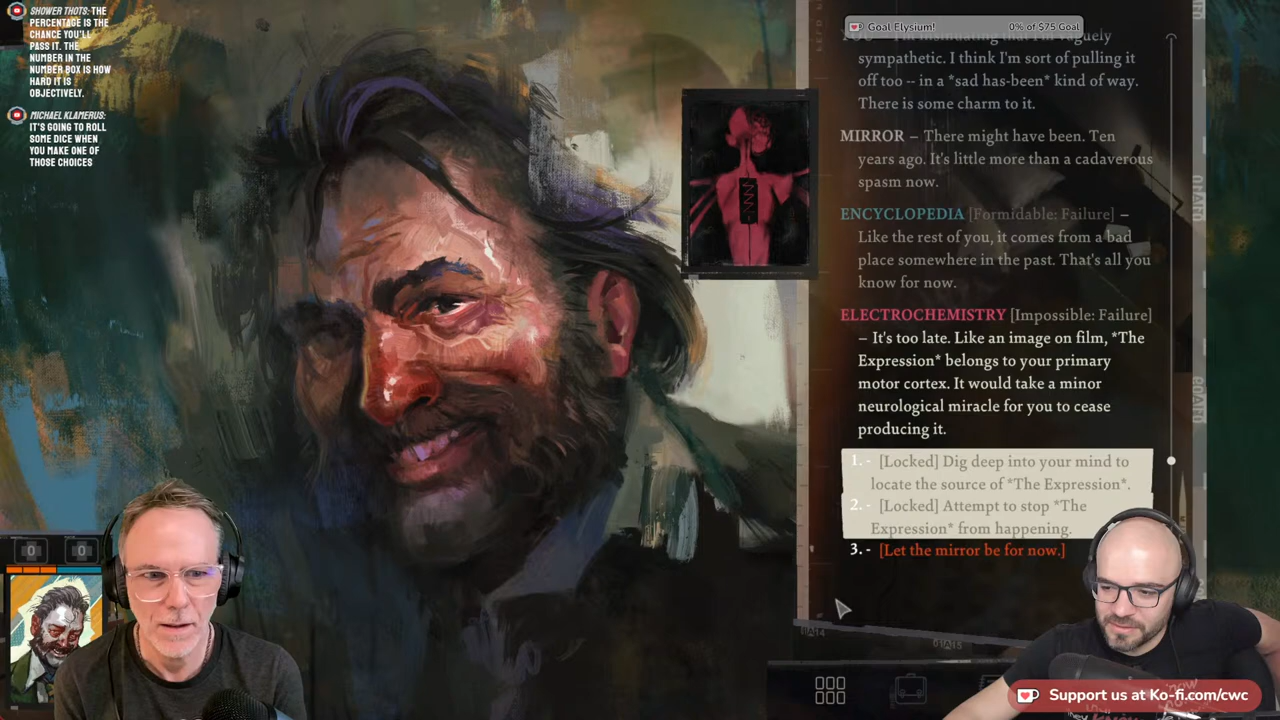 SHOWER THOTS: THE
PERCENTAGE IS THE
CHANCE YOU'LL
PASS IT. THE
NUMBER IN THE
NUMBER BOX IS HOW
HARD IT IS
OBJECTIVELY.
MICHAEL KLAMERUS:
IT'S GOING TO ROLL
SOME DICE WHEN
YOU MAKE ONE OF
THOSE CHOICES
Goal Elysium! 0% of $75 Goal
YOU – I'm insinuating that I'm vaguely
sympathetic. I think I'm sort of pulling it
off too -- in a *sad has-been* kind of way.
There is some charm to it.
MIRROR – There might have been. Ten
years ago. It's little more than a cadaverous
spasm now.
ENCYCLOPEDIA [Formidable: Failure] –
Like the rest of you, it comes from a bad
place somewhere in the past. That's all you
know for now.
ELECTROCHEMISTRY [Impossible: Failure]
– It's too late. Like an image on film, *The
Expression* belongs to your primary
motor cortex. It would take a minor
neurological miracle for you to cease
producing it.
1. - [Locked] Dig deep into your mind to
locate the source of *The Expression*.
2. - [Locked] Attempt to stop *The
Expression* from happening.
3. - [Let the mirror be for now.]
0 0
01A14
01A15
Support us at Ko-fi.com/cwc